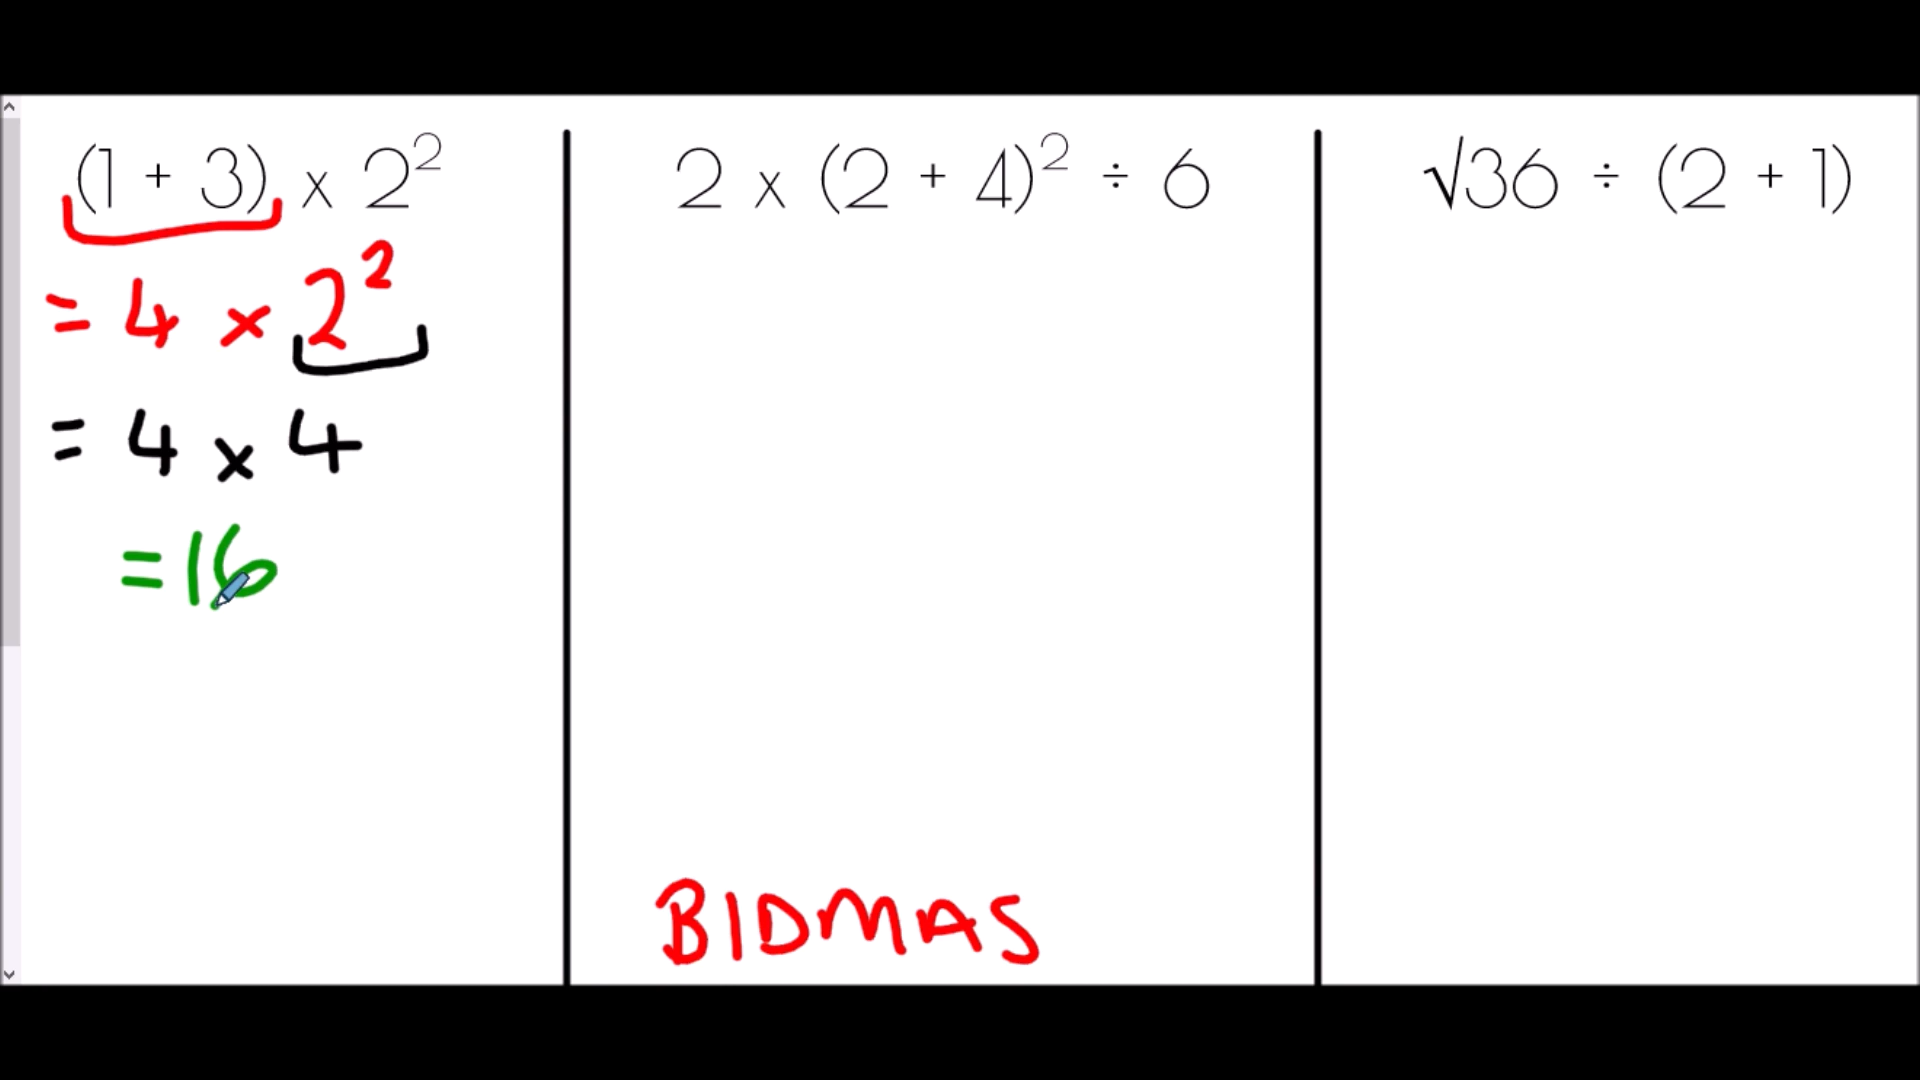 (1 + 3) x 2²
= 4 x 2²
= 4 x 4
= 16
2 x (2 + 4)² ÷ 6
BIDMAS
√36 ÷ (2 + 1)